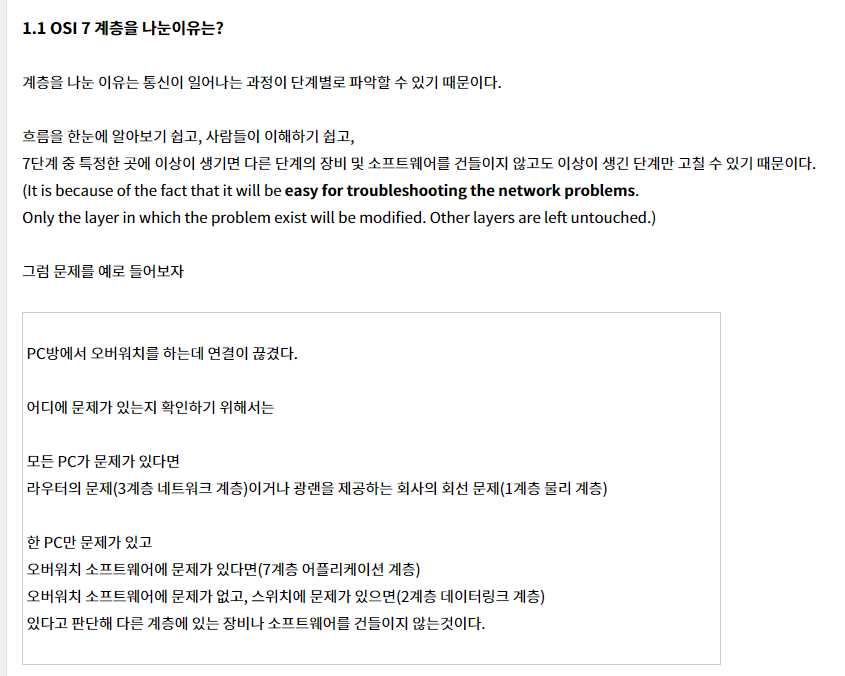 1.1 OSI 7 계층을 나눈이유는?
계층을 나눈 이유는 통신이 일어나는 과정이 단계별로 파악할 수 있기 때문이다.
흐름을 한눈에 알아보기 쉽고, 사람들이 이해하기 쉽고,
7단계 중 특정한 곳에 이상이 생기면 다른 단계의 장비 및 소프트웨어를 건들이지 않고도 이상이 생긴 단계만 고칠 수 있기 때문이다.
(It is because of the fact that it will be easy for troubleshooting the network problems.
Only the layer in which the problem exist will be modified. Other layers are left untouched.)
그럼 문제를 예로 들어보자
PC방에서 오버워치를 하는데 연결이 끊겼다.
어디에 문제가 있는지 확인하기 위해서는
모든 PC가 문제가 있다면
라우터의 문제(3계층 네트워크 계층)이거나 광랜을 제공하는 회사의 회선 문제(1계층 물리 계층)
한 PC만 문제가 있고
오버워치 소프트웨어에 문제가 있다면(7계층 어플리케이션 계층)
오버워치 소프트웨어에 문제가 없고, 스위치에 문제가 있으면(2계층 데이터링크 계층)
있다고 판단해 다른 계층에 있는 장비나 소프트웨어를 건들이지 않는것이다.